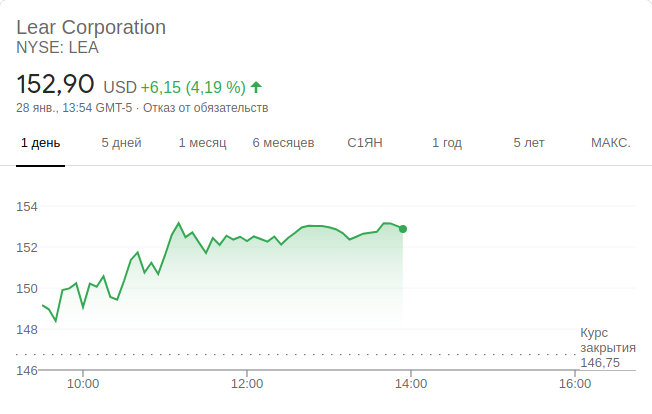 Lear Corporation
NYSE: LEA
152,90 USD +6,15 (4,19 %)
28 янв., 13:54 GMT-5 · Отказ от обязательств
1 день 5 дней 1 месяц 6 месяцев С1ЯН 1 год 5 лет МАКС.
154
152
150
148
Курс
закрытия
146,75
146
10:00 12:00 14:00 16:00